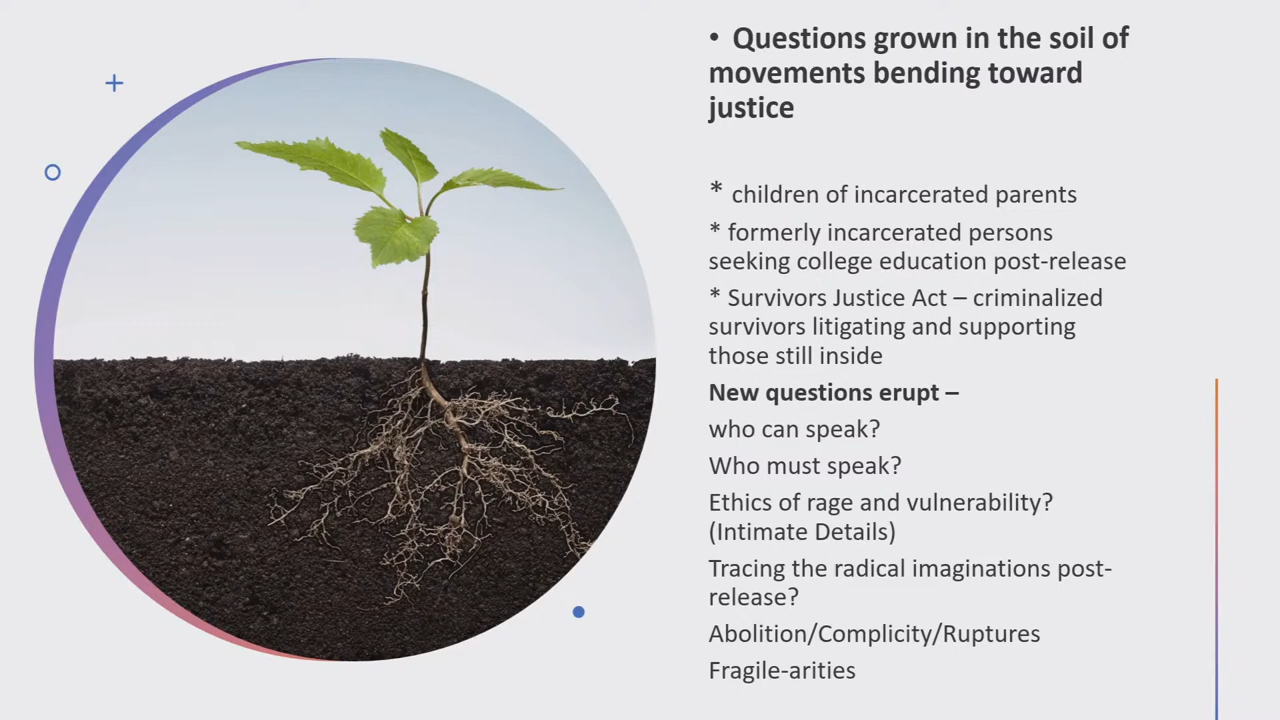 • Questions grown in the soil of
movements bending toward
justice
* children of incarcerated parents
* formerly incarcerated persons
seeking college education post-release
* Survivors Justice Act – criminalized
survivors litigating and supporting
those still inside
New questions erupt –
who can speak?
Who must speak?
Ethics of rage and vulnerability?
(Intimate Details)
Tracing the radical imaginations post-
release?
Abolition/Complicity/Ruptures
Fragile-arities